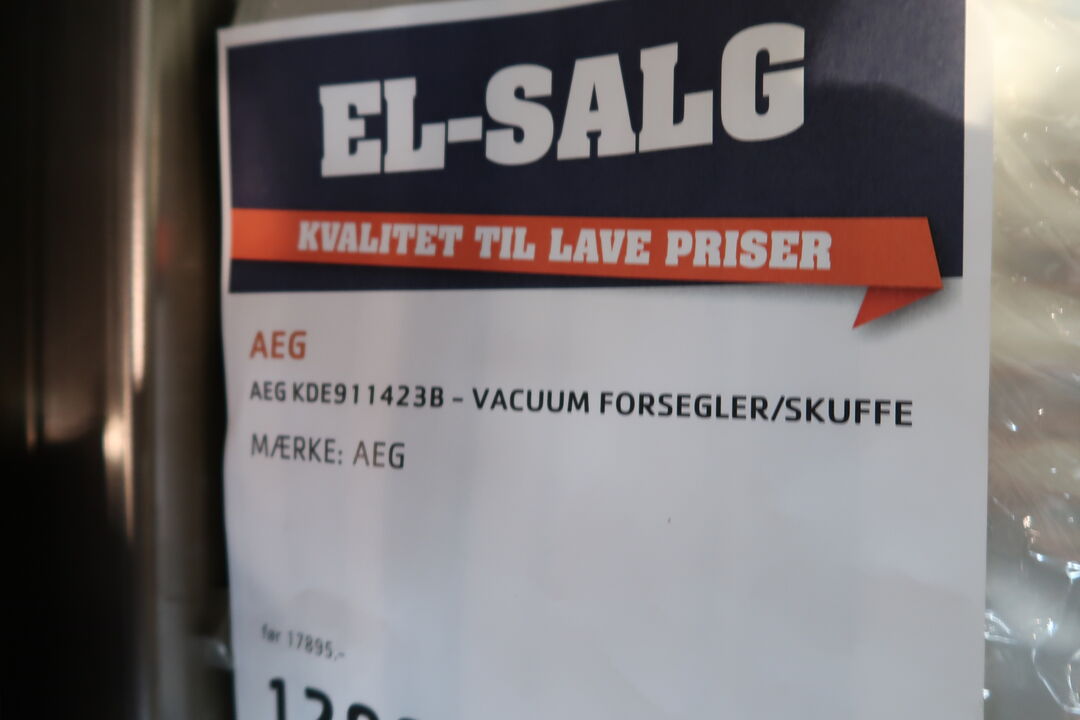 EL-SALG
KVALITET TIL LAVE PRISER
AEG
AEG KDE911423B - VACUUM FORSEGLER/SKUFFE
MÆRKE: AEG
før 17895,-